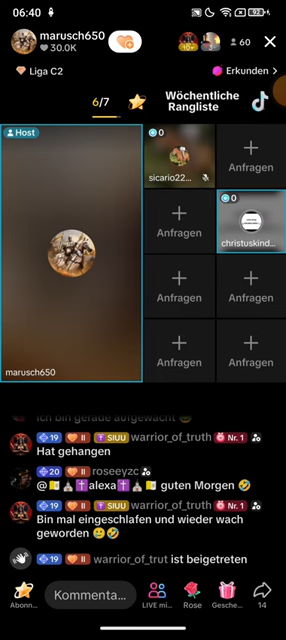 06:40
92
marusch650
30.0K
10+
3
60
Liga C2
Erkunden >
6/7
Wöchentliche
Rangliste
Host
marusch650
0
sicario22...
Anfragen
Anfragen
0
christuskind...
Anfragen
Anfragen
Anfragen
Anfragen
Ich bin gerade aufgewacht
19 II SIUU warrior_of_truth Nr. 1
Hat gehangen
20 II roseeyzc
@🇻🇦⛪✝️alexa✝️⛪🇻🇦 guten Morgen 🤣
19 II SIUU warrior_of_truth Nr. 1
Bin mal eingeschlafen und wieder wach
geworden 🥲🤣
19 II warrior_of_trut ist beigetreten
Abonn...
Kommenta...
LIVE mi...
Rose
Gesche...
14